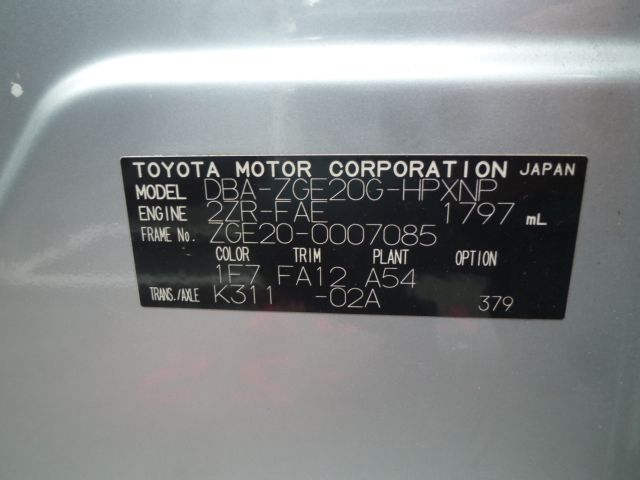 TOYOTA MOTOR CORPORATION JAPAN
MODEL DBA-ZGE20G-HPXNP
ENGINE 2ZR-FAE 1797 mL
FRAME No. ZGE20-0007085
COLOR TRIM PLANT OPTION
1F7 FA12 A54
TRANS./AXLE K311 -02A 379